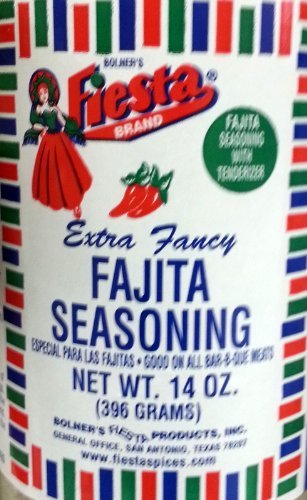 BOLNER'S
Fiesta®
BRAND
FAJITA
SEASONING
WITH
TENDERIZER
Extra Fancy
FAJITA
SEASONING
ESPECIAL PARA LAS FAJITAS • GOOD ON ALL BAR-B-QUE MEATS
NET WT. 14 OZ.
(396 GRAMS)
BOLNER'S FIESTA PRODUCTS, INC.
GENERAL OFFICE, SAN ANTONIO, TEXAS 78207
www.fiestaspices.com